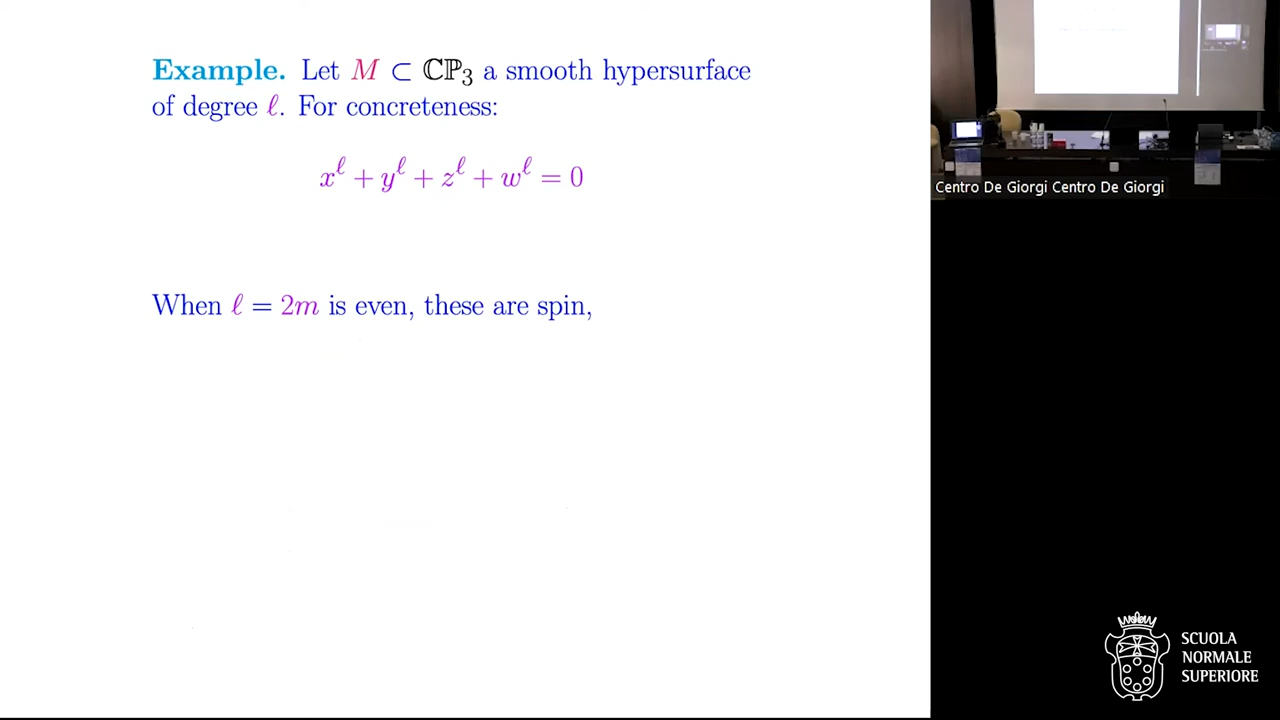 Example. Let M ⊂ ℂℙ₃ a smooth hypersurface
of degree ℓ. For concreteness:
x^ℓ + y^ℓ + z^ℓ + w^ℓ = 0
When ℓ = 2m is even, these are spin,
Centro De Giorgi Centro De Giorgi
SCUOLA
NORMALE
SUPERIORE